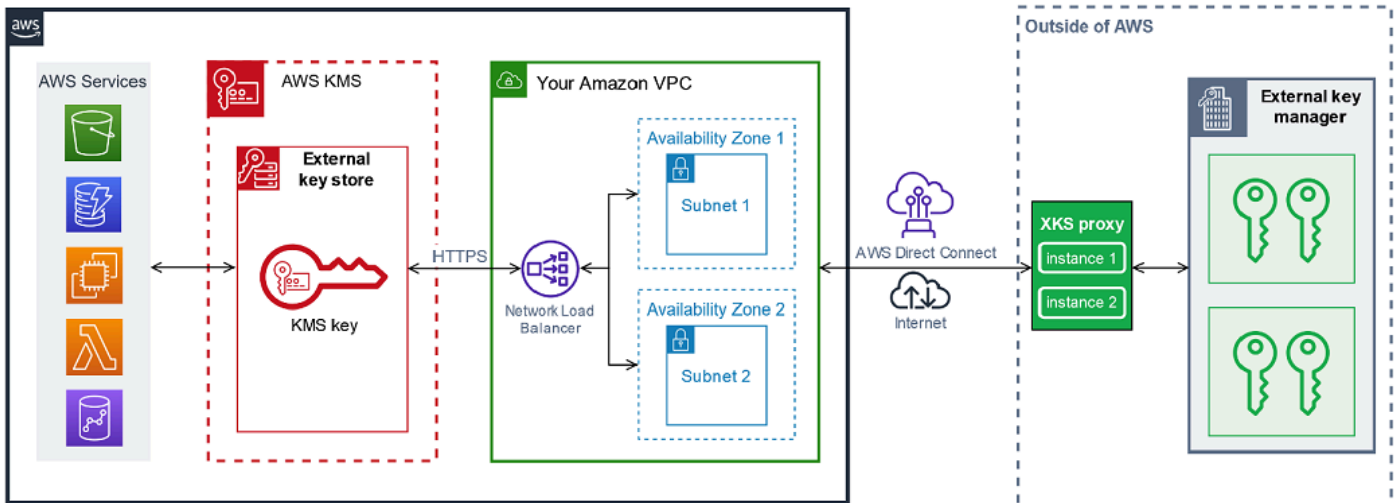 aws
AWS Services
AWS KMS
External
key store
KMS key
HTTPS
Your Amazon VPC
Network Load
Balancer
Availability Zone 1
Subnet 1
Availability Zone 2
Subnet 2
AWS Direct Connect
Internet
Outside of AWS
XKS proxy
instance 1
instance 2
External key
manager